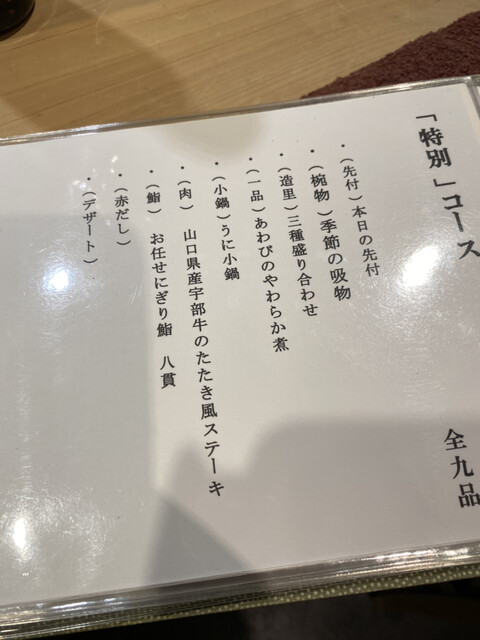 「特別」コース 全九品
・(先付)本日の先付
・(椀物)季節の吸物
・(造里)三種盛り合わせ
・(一品)あわびのやわらか煮
・(小鍋)うに小鍋
・(肉) 山口県産宇部牛のたたき風ステーキ
・(鮨) お任せにぎり鮨 八貫
・(赤だし)
・(デザート)